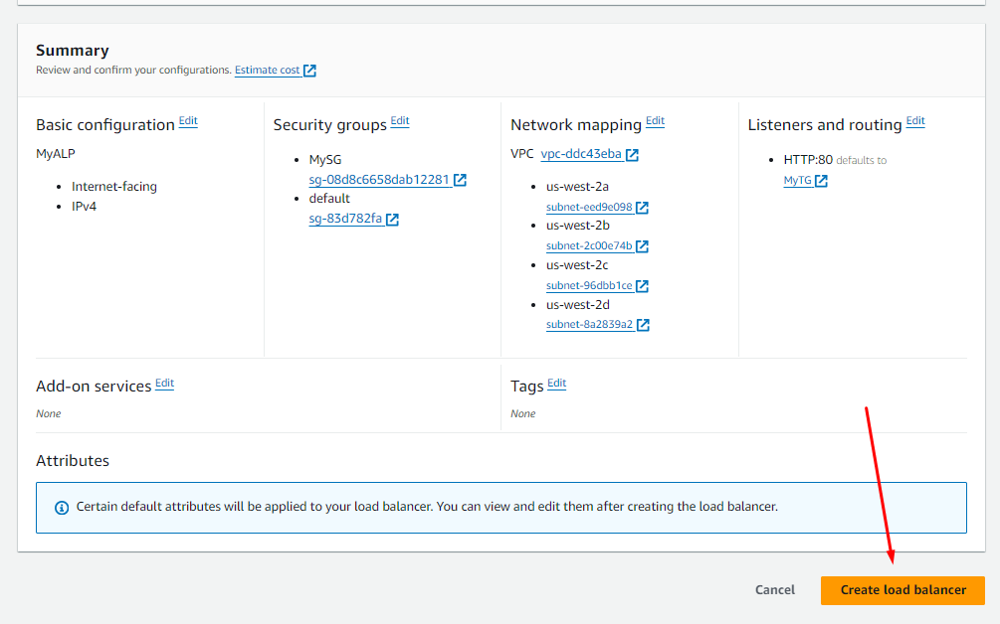 Summary
Review and confirm your configurations. Estimate cost
Basic configuration Edit
MyALP
Internet-facing
IPv4
Security groups Edit
MySG
sg-08d8c6658dab12281
default
sg-83d782fa
Network mapping Edit
VPC vpc-ddc43eba
us-west-2a
subnet-eed9e098
us-west-2b
subnet-2c00e74b
us-west-2c
subnet-96dbb1ce
us-west-2d
subnet-8a2839a2
Listeners and routing Edit
HTTP:80 defaults to
MyTG
Add-on services Edit
None
Tags Edit
None
Attributes
Certain default attributes will be applied to your load balancer. You can view and edit them after creating the load balancer.
Cancel
Create load balancer